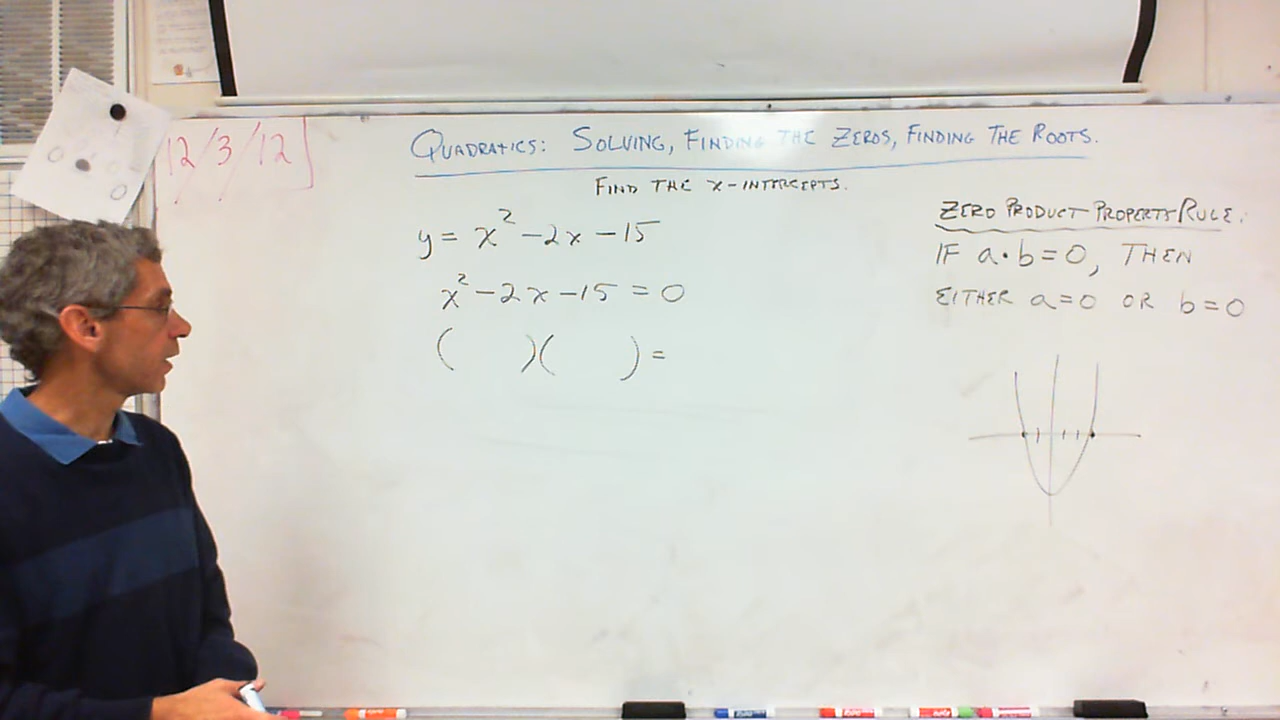 12/3/12
QUADRATICS: SOLVING, FINDING THE ZEROS, FINDING THE ROOTS.
FIND THE X-INTERCEPTS.
y = x² - 2x - 15
x² - 2x - 15 = 0
(  )(  ) =
ZERO PRODUCT PROPERTY RULE.
IF a·b=0, THEN
EITHER a=0 OR b=0